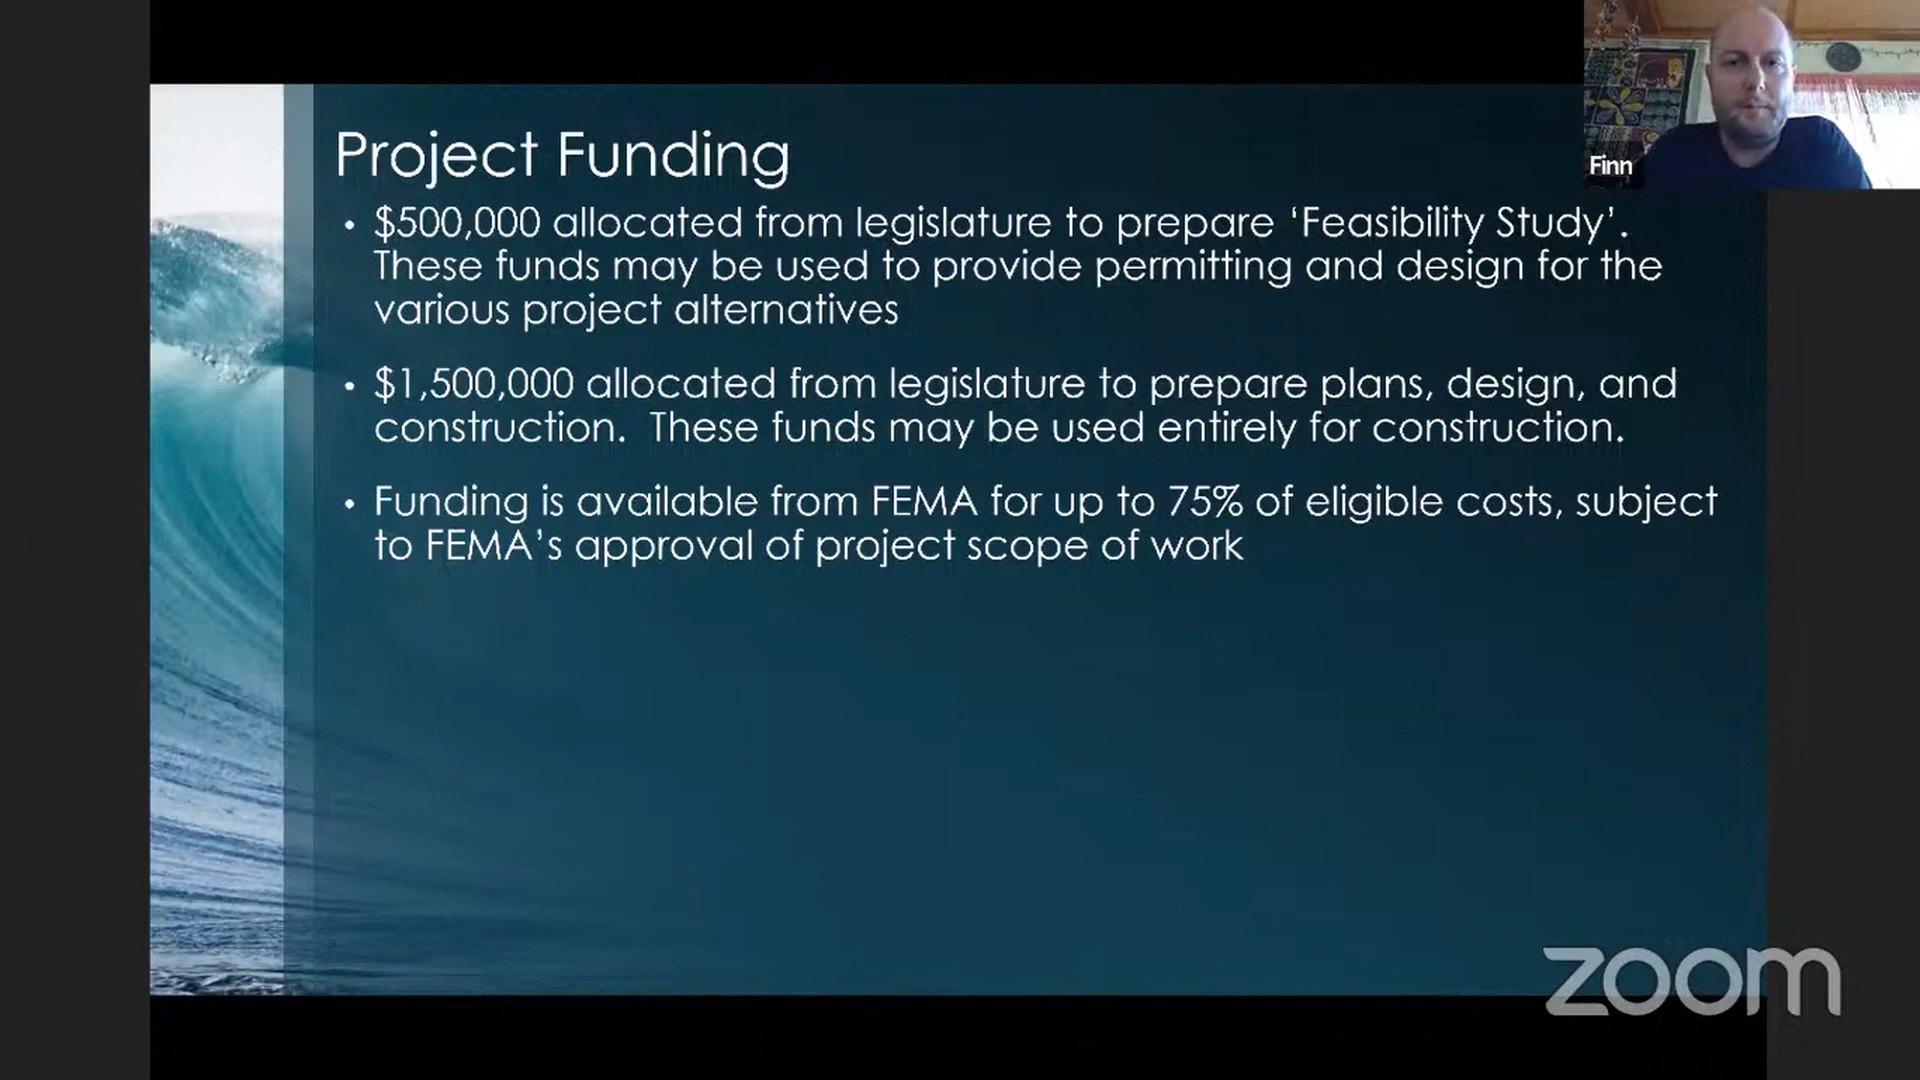 Project Funding
• $500,000 allocated from legislature to prepare ‘Feasibility Study’.
These funds may be used to provide permitting and design for the
various project alternatives
• $1,500,000 allocated from legislature to prepare plans, design, and
construction.  These funds may be used entirely for construction.
• Funding is available from FEMA for up to 75% of eligible costs, subject
to FEMA’s approval of project scope of work
Finn
zoom